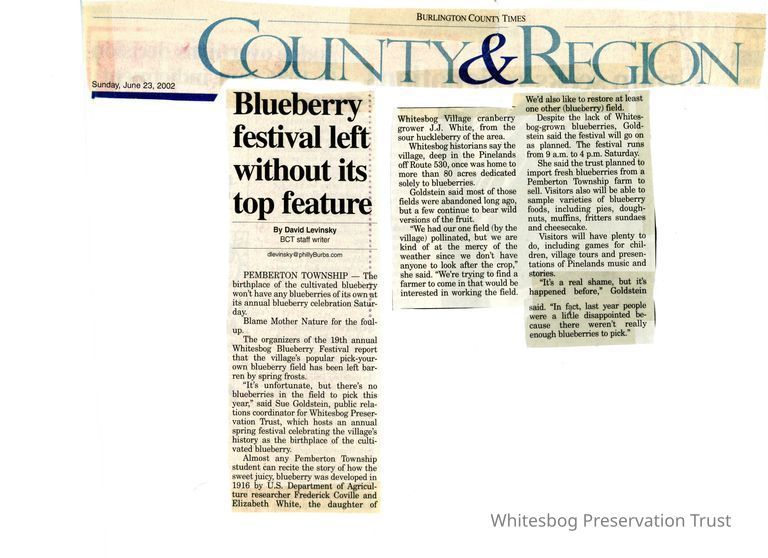 BURLINGTON COUNTY TIMES
COUNTY & REGION
Sunday, June 23, 2002
Blueberry
festival left
without its
top feature
By David Levinsky
BCT staff writer
dlevinsky@phillyBurbs.com
PEMBERTON TOWNSHIP — The
birthplace of the cultivated blueberry
won't have any blueberries of its own at
its annual blueberry celebration Satur-
day.
Blame Mother Nature for the foul-
up.
The organizers of the 19th annual
Whitesbog Blueberry Festival report
that the village's popular pick-your-
own blueberry field has been left bar-
ren by spring frosts.
"It's unfortunate, but there's no
blueberries in the field to pick this
year," said Sue Goldstein, public rela-
tions coordinator for Whitesbog Preser-
vation Trust, which hosts an annual
spring festival celebrating the village's
history as the birthplace of the culti-
vated blueberry.
Almost any Pemberton Township
student can recite the story of how the
sweet juicy, blueberry was developed in
1916 by U.S. Department of Agricul-
ture researcher Frederick Coville and
Elizabeth White, the daughter of
Whitesbog Village cranberry
grower J.J. White, from the
sour huckleberry of the area.
Whitesbog historians say the
village, deep in the Pinelands
off Route 530, once was home to
more than 80 acres dedicated
solely to blueberries.
Goldstein said most of those
fields were abandoned long ago,
but a few continue to bear wild
versions of the fruit.
"We had our one field (by the
village) pollinated, but we are
kind of at the mercy of the
weather since we don't have
anyone to look after the crop,"
she said. "We're trying to find a
farmer to come in that would be
interested in working the field.
We'd also like to restore at least
one other (blueberry) field.
Despite the lack of Whites-
bog-grown blueberries, Gold-
stein said the festival will go on
as planned. The festival runs
from 9 a.m. to 4 p.m. Saturday.
She said the trust planned to
import fresh blueberries from a
Pemberton Township farm to
sell. Visitors also will be able to
sample varieties of blueberry
foods, including pies, dough-
nuts, muffins, fritters sundaes
and cheesecake.
Visitors will have plenty to
do, including games for chil-
dren, village tours and presen-
tations of Pinelands music and
stories.
"It's a real shame, but it's
happened before," Goldstein
said. "In fact, last year people
were a little disappointed be-
cause there weren't really
enough blueberries to pick."
Whitesbog Preservation Trust